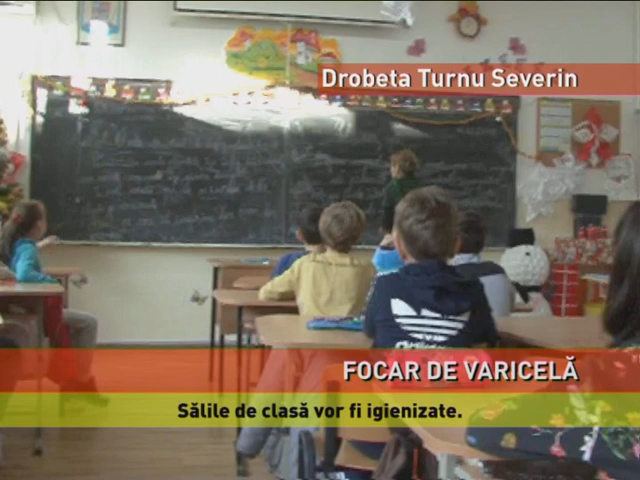 Drobeta Turnu Severin
FOCAR DE VARICELĂ
Sălile de clasă vor fi igienizate.